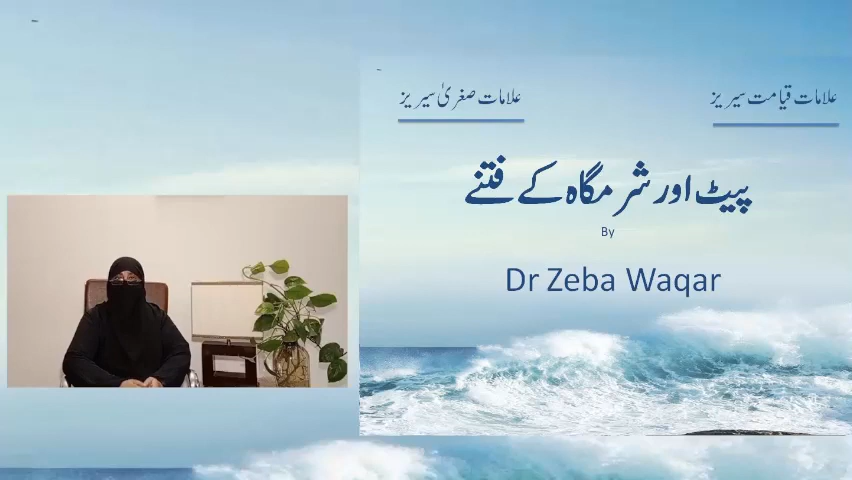 علامات قیامت سیریز
علامات صغریٰ سیریز
پیٹ اور شرمگاہ کے فتنے
By
Dr Zeba Waqar